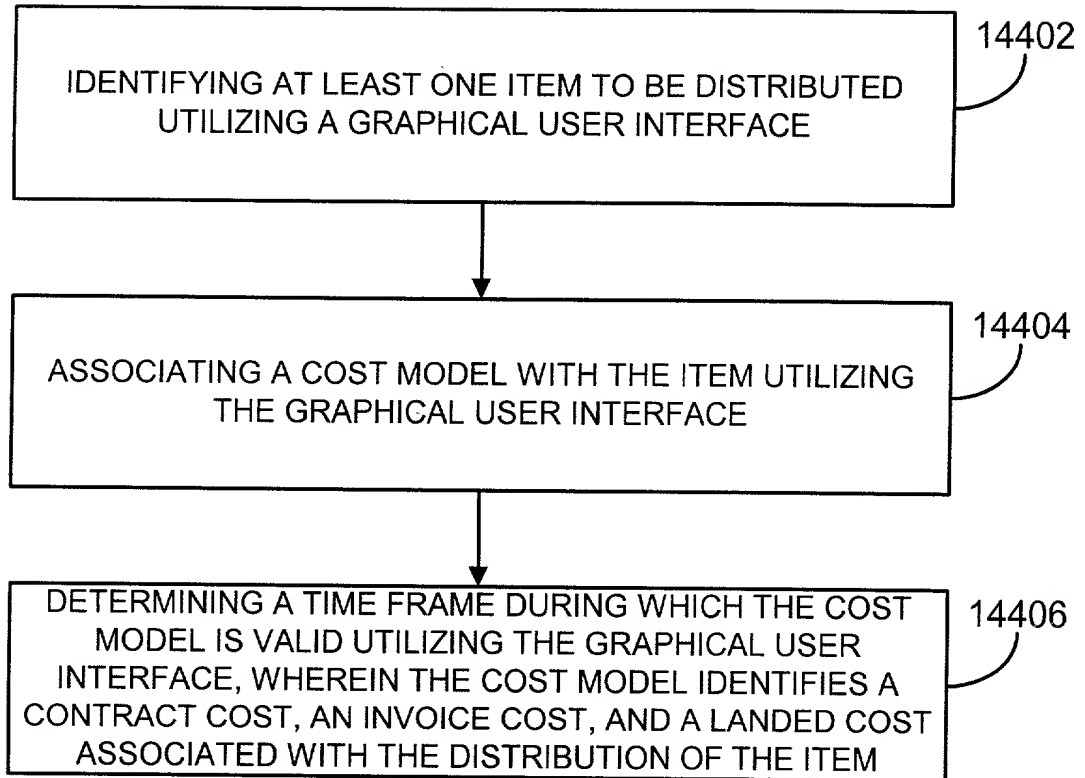 14402
IDENTIFYING AT LEAST ONE ITEM TO BE DISTRIBUTED
UTILIZING A GRAPHICAL USER INTERFACE
14404
ASSOCIATING A COST MODEL WITH THE ITEM UTILIZING
THE GRAPHICAL USER INTERFACE
14406
DETERMINING A TIME FRAME DURING WHICH THE COST
MODEL IS VALID UTILIZING THE GRAPHICAL USER
INTERFACE, WHEREIN THE COST MODEL IDENTIFIES A
CONTRACT COST, AN INVOICE COST, AND A LANDED COST
ASSOCIATED WITH THE DISTRIBUTION OF THE ITEM